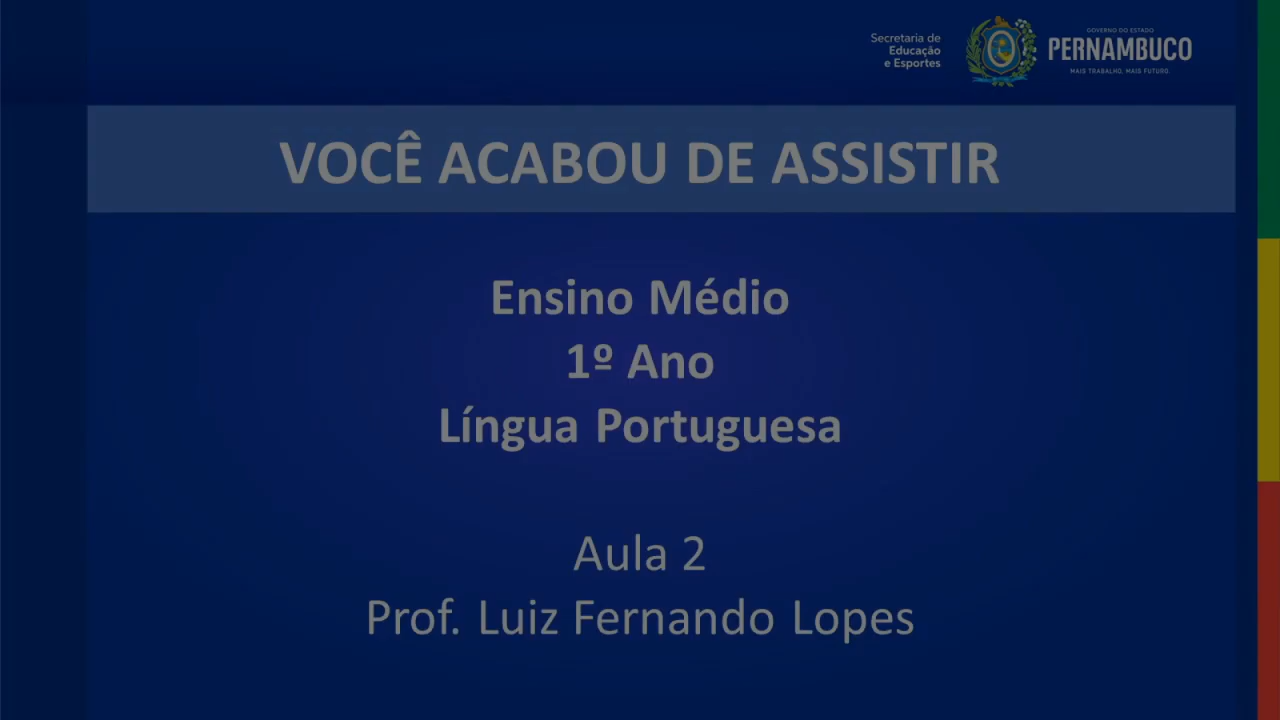 Secretaria de
Educação
e Esportes
GOVERNO DO ESTADO
PERNAMBUCO
MAIS TRABALHO, MAIS FUTURO.
VOCÊ ACABOU DE ASSISTIR
Ensino Médio
1º Ano
Língua Portuguesa
Aula 2
Prof. Luiz Fernando Lopes